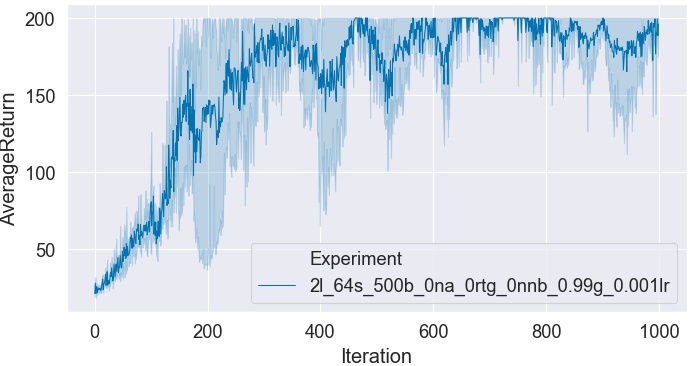 200
150
100
50
AverageReturn
Experiment
2l_64s_500b_0na_0rtg_0nnb_0.99g_0.001lr
0 200 400 600 800 1000
Iteration